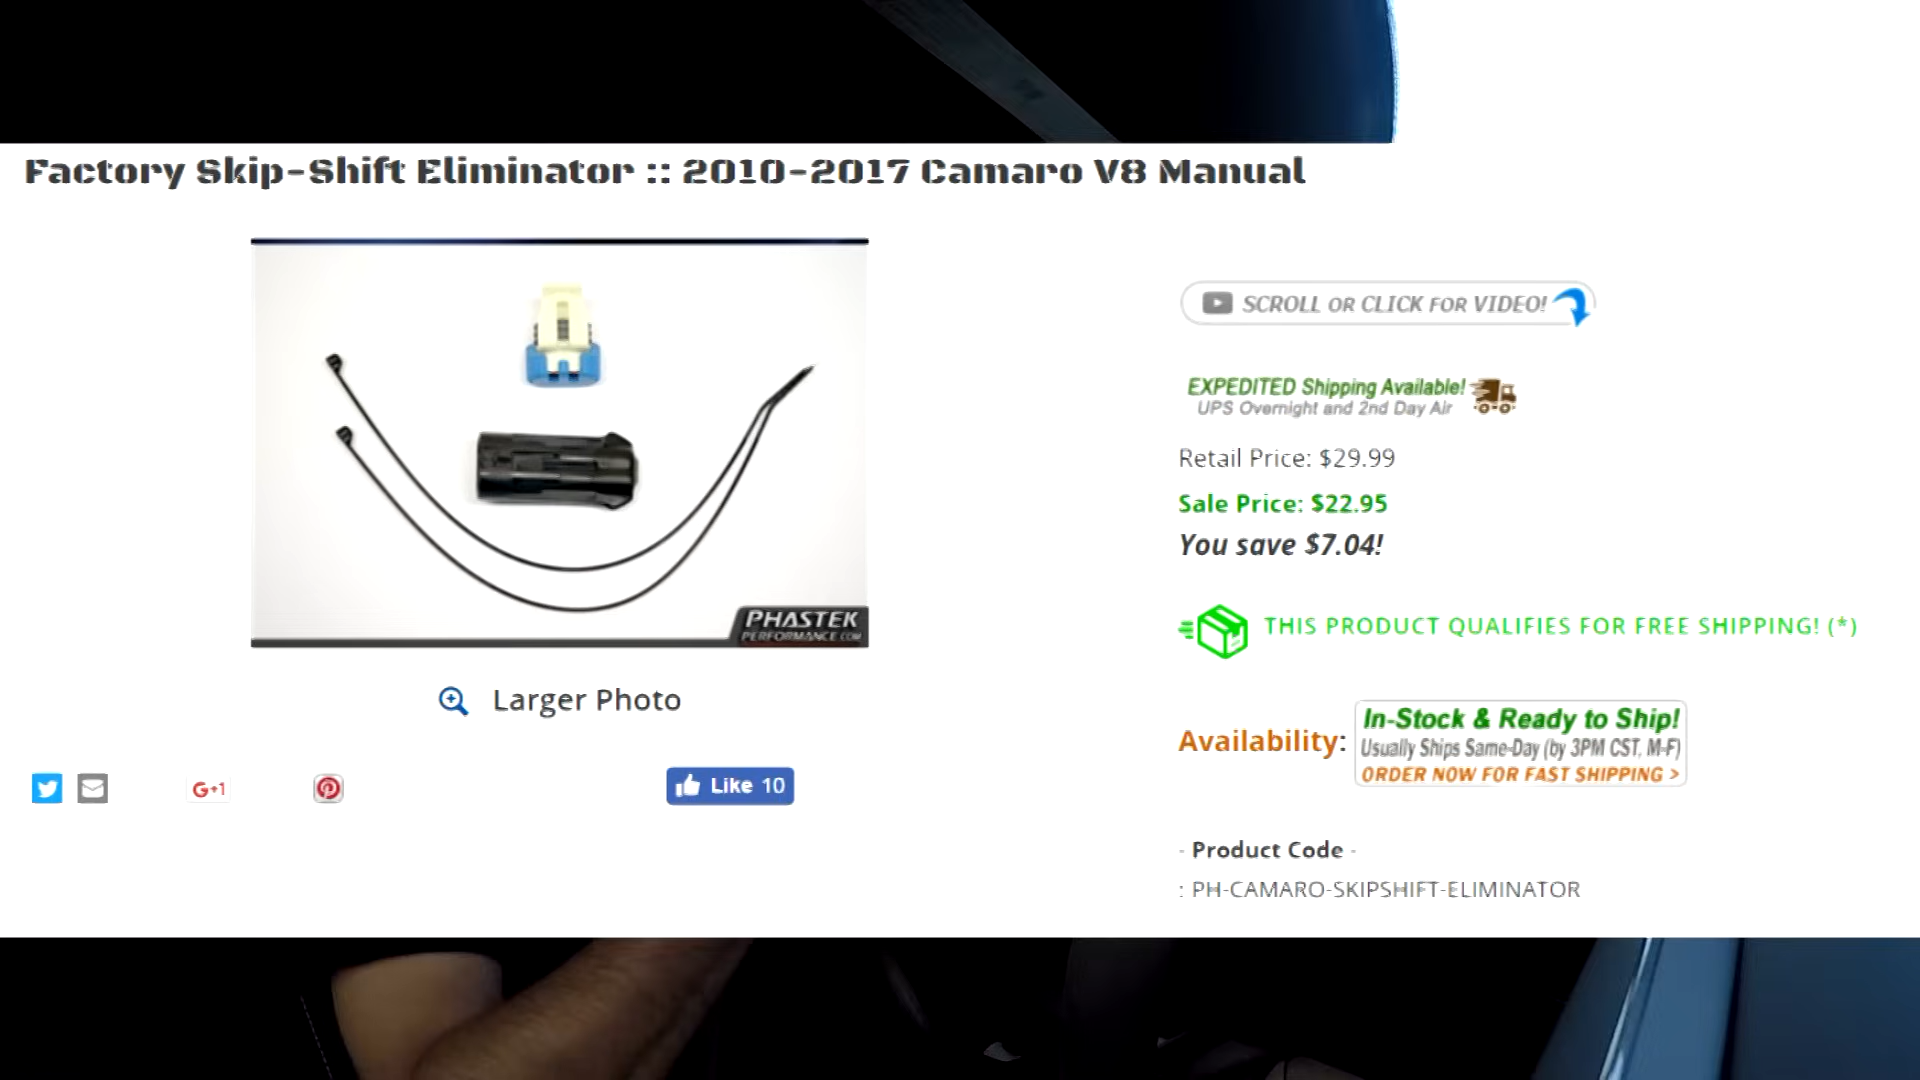 Factory Skip-Shift Eliminator :: 2010-2017 Camaro V8 Manual
SCROLL OR CLICK FOR VIDEO!
EXPEDITED Shipping Available!
UPS Overnight and 2nd Day Air
Retail Price: $29.99
Sale Price: $22.95
You save $7.04!
THIS PRODUCT QUALIFIES FOR FREE SHIPPING! (*)
PHASTEK
PERFORMANCE.COM
Larger Photo
Availability:
In-Stock & Ready to Ship!
Usually Ships Same-Day (by 3PM CST, M-F)
ORDER NOW FOR FAST SHIPPING >
G+1
Like 10
- Product Code -
: PH-CAMARO-SKIPSHIFT-ELIMINATOR